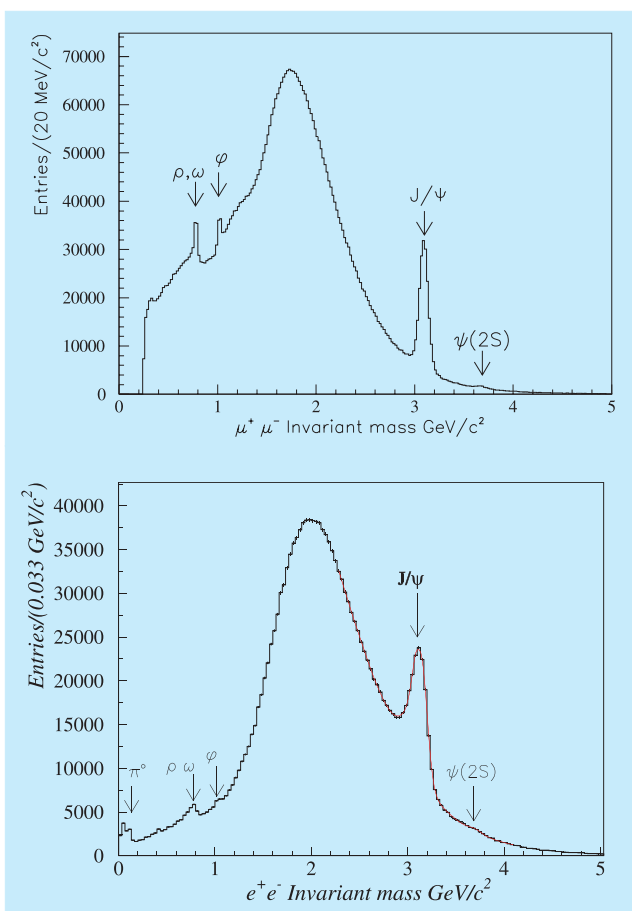 Entries/(20 MeV/c²)
70000
60000
50000
40000
30000
20000
10000
0
ρ,ω
φ
J/Ψ
ψ(2S)
0 1 2 3 4 5
μ⁺ μ⁻ Invariant mass GeV/c²
Entries/(0.033 GeV/c²)
40000
35000
30000
25000
20000
15000
10000
5000
0
π°
ρ ω
φ
J/ψ
ψ(2S)
0 1 2 3 4 5
e⁺e⁻ Invariant mass GeV/c²